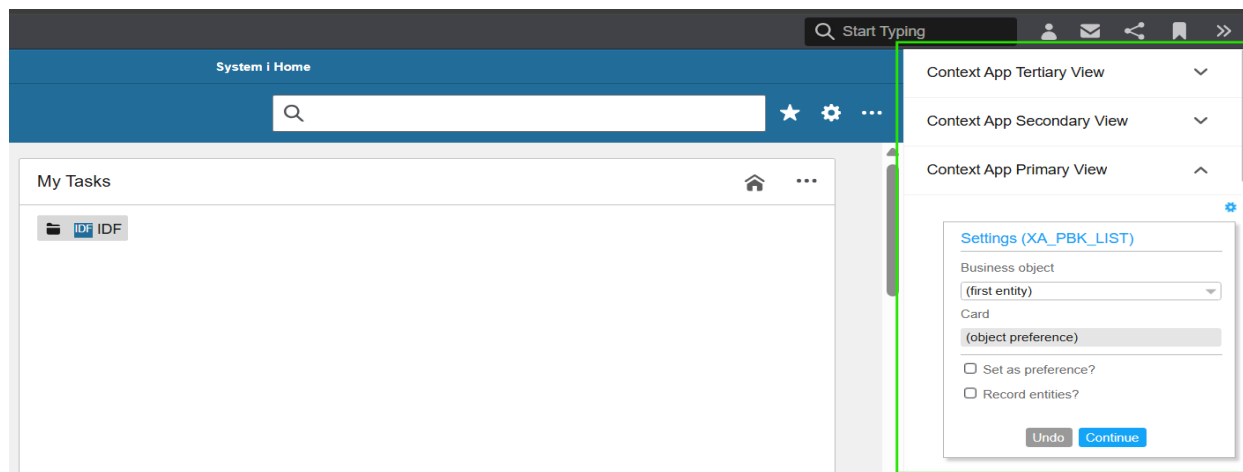 Start Typing
System i Home
Context App Tertiary View
Context App Secondary View
Context App Primary View
My Tasks
IDF IDF
Settings (XA_PBK_LIST)
Business object
(first entity)
Card
(object preference)
Set as preference?
Record entities?
Undo Continue